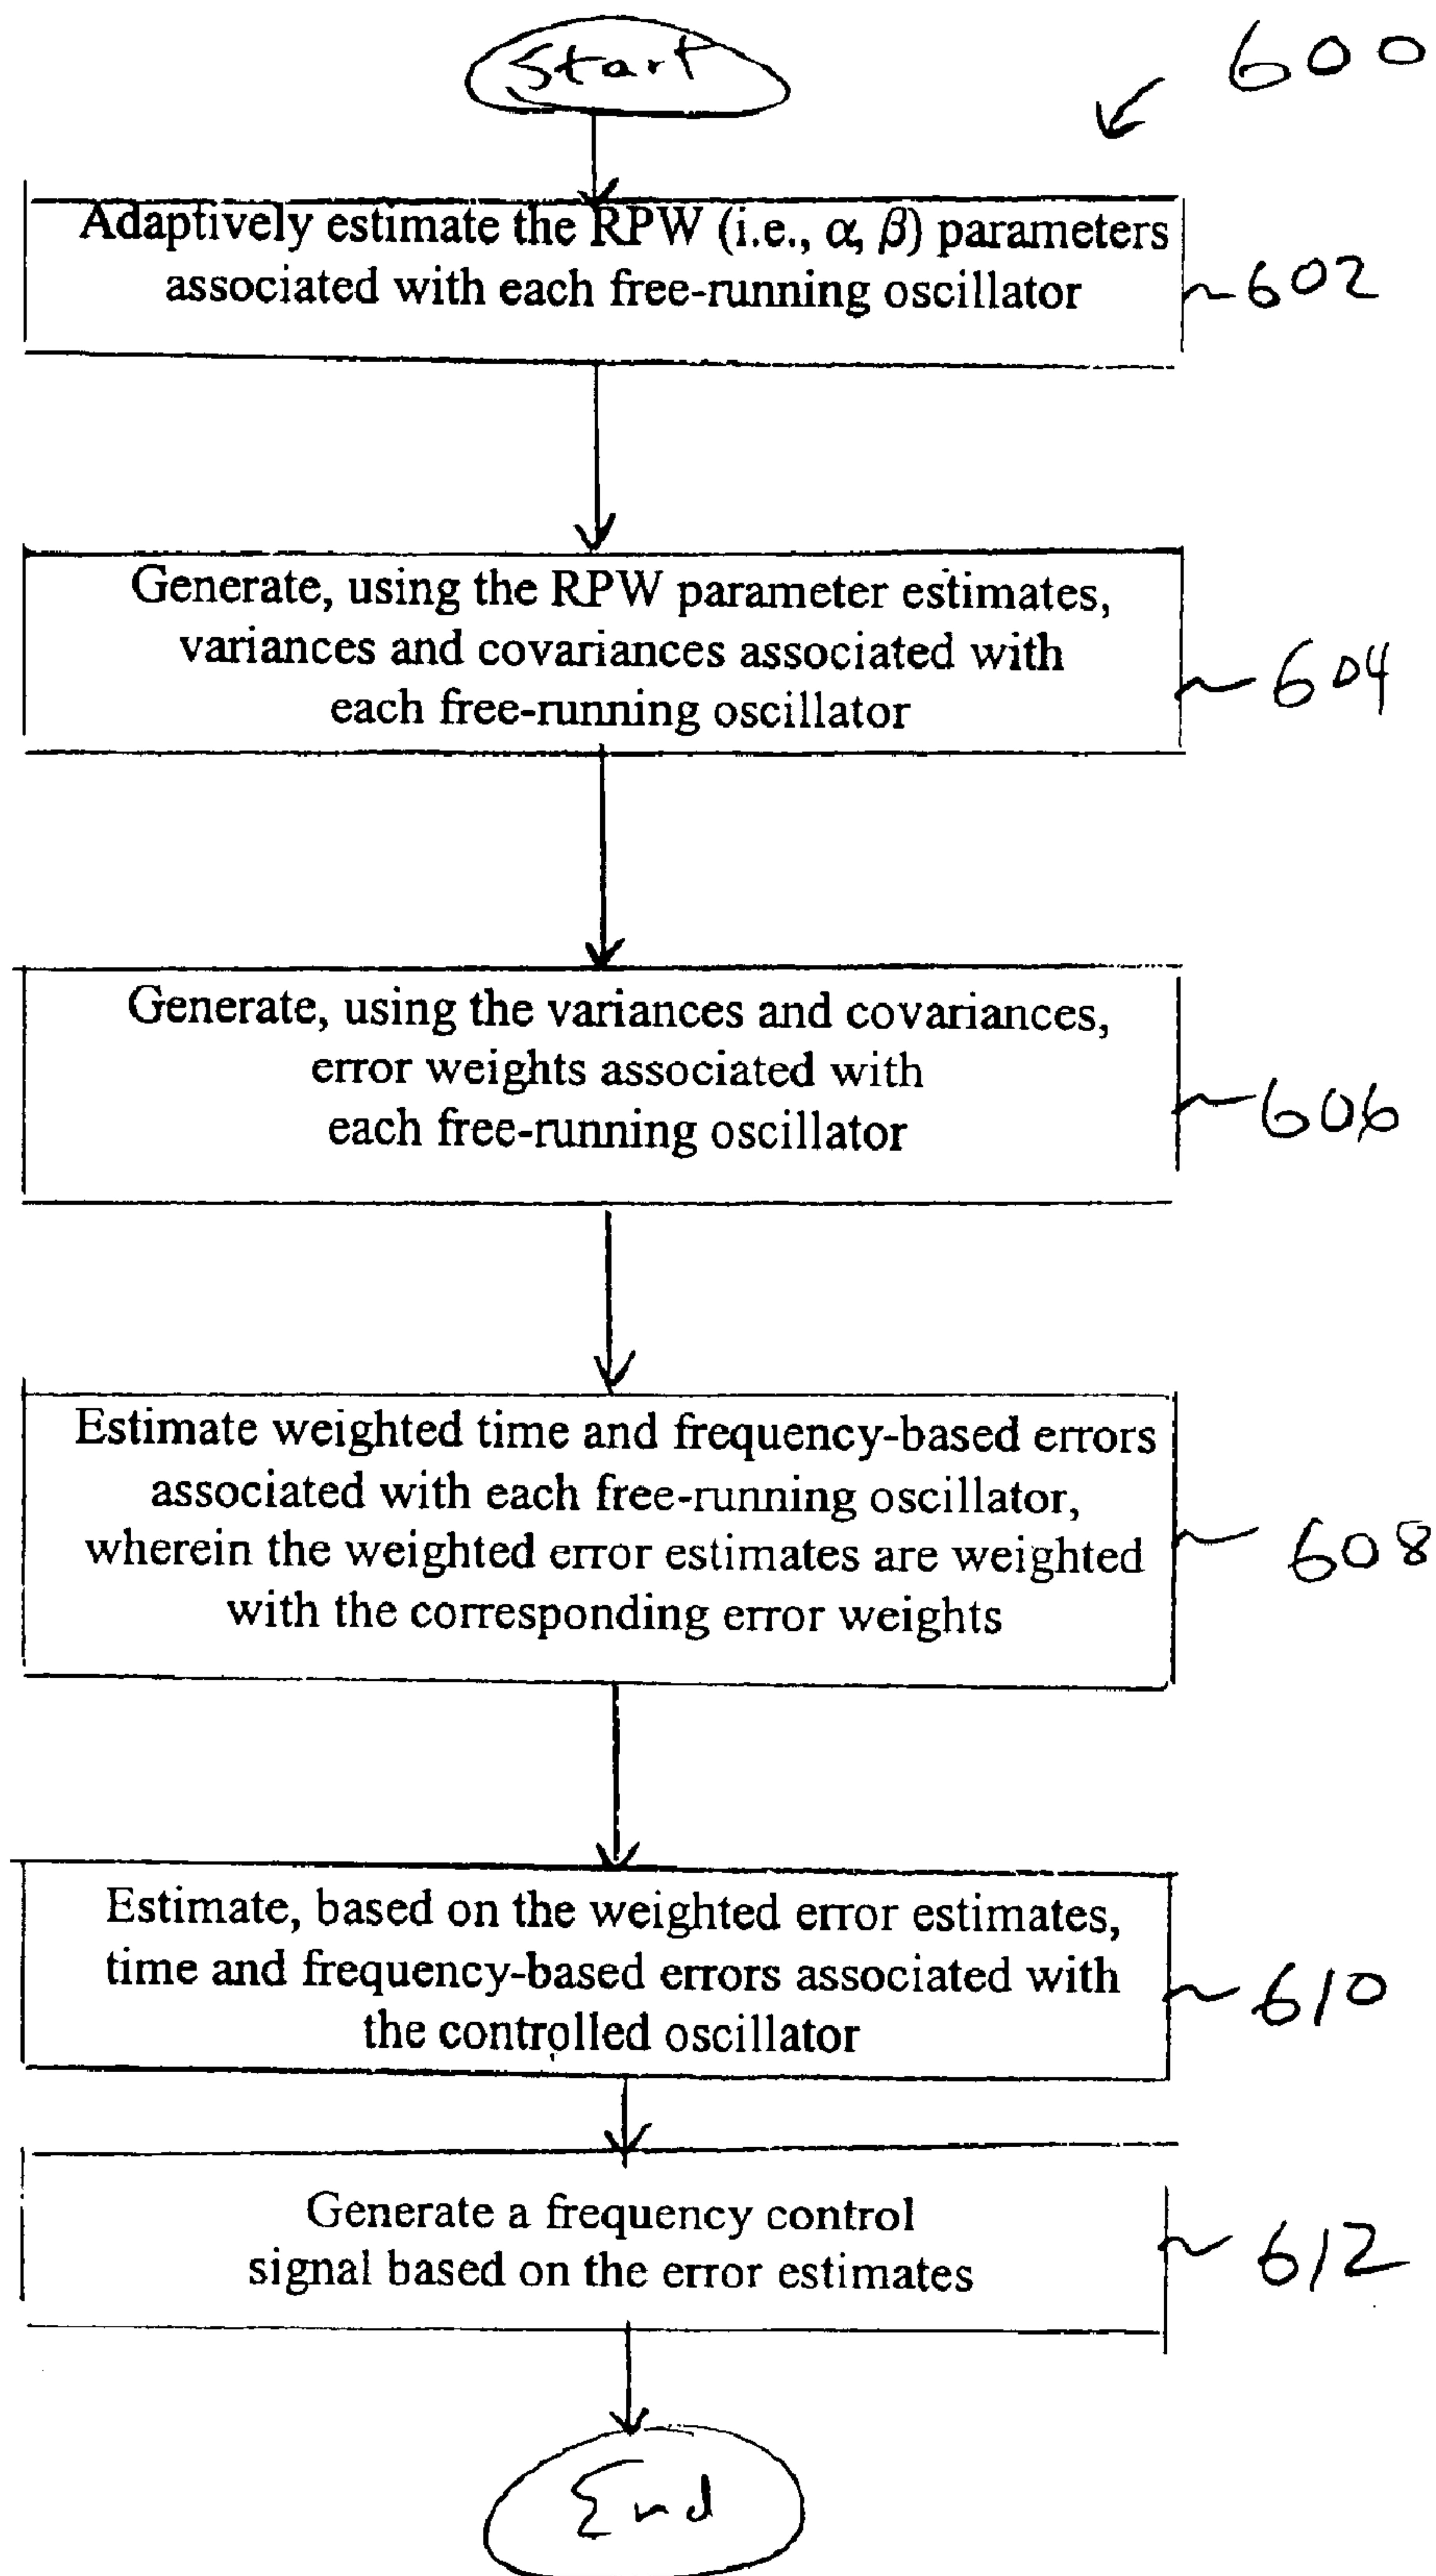 Start
600
Adaptively estimate the RPW (i.e., α, β) parameters
associated with each free-running oscillator
~602
Generate, using the RPW parameter estimates,
variances and covariances associated with
each free-running oscillator
~604
Generate, using the variances and covariances,
error weights associated with
each free-running oscillator
~606
Estimate weighted time and frequency-based errors
associated with each free-running oscillator,
wherein the weighted error estimates are weighted
with the corresponding error weights
~608
Estimate, based on the weighted error estimates,
time and frequency-based errors associated with
the controlled oscillator
~610
Generate a frequency control
signal based on the error estimates
~612
End